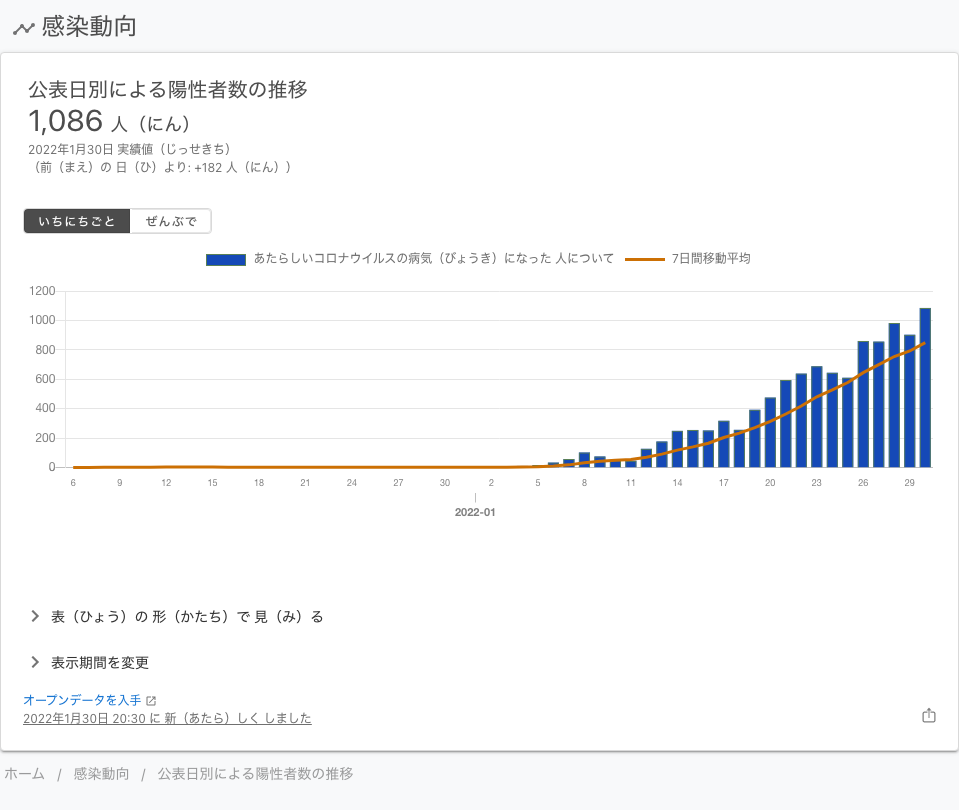 感染動向
公表日別による陽性者数の推移
1,086 人（にん）
2022年1月30日 実績値（じっせきち）
（前（まえ）の 日（ひ）より: +182 人（にん））
いちにちごと ぜんぶで
あたらしいコロナウイルスの病気（びょうき）になった 人について 7日間移動平均
1200
1000
800
600
400
200
0
6 9 12 15 18 21 24 27 30 2 5 8 11 14 17 20 23 26 29
2022-01
表（ひょう）の 形（かたち）で 見（み）る
表示期間を変更
オープンデータを入手
2022年1月30日 20:30 に 新（あたら）しく しました
ホーム / 感染動向 / 公表日別による陽性者数の推移